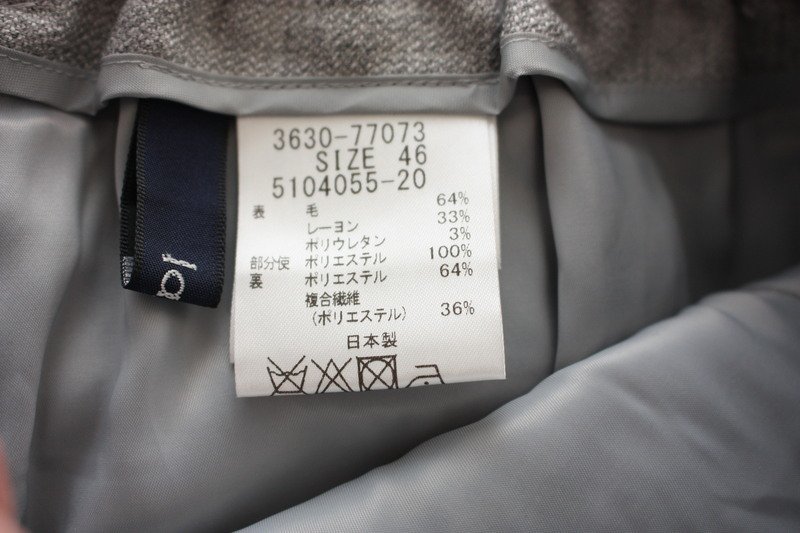 3630-77073
SIZE 46
5104055-20
表 毛 64%
レーヨン 33%
ポリウレタン 3%
部分使 ポリエステル 100%
裏 ポリエステル 64%
複合繊維
(ポリエステル) 36%
日本製